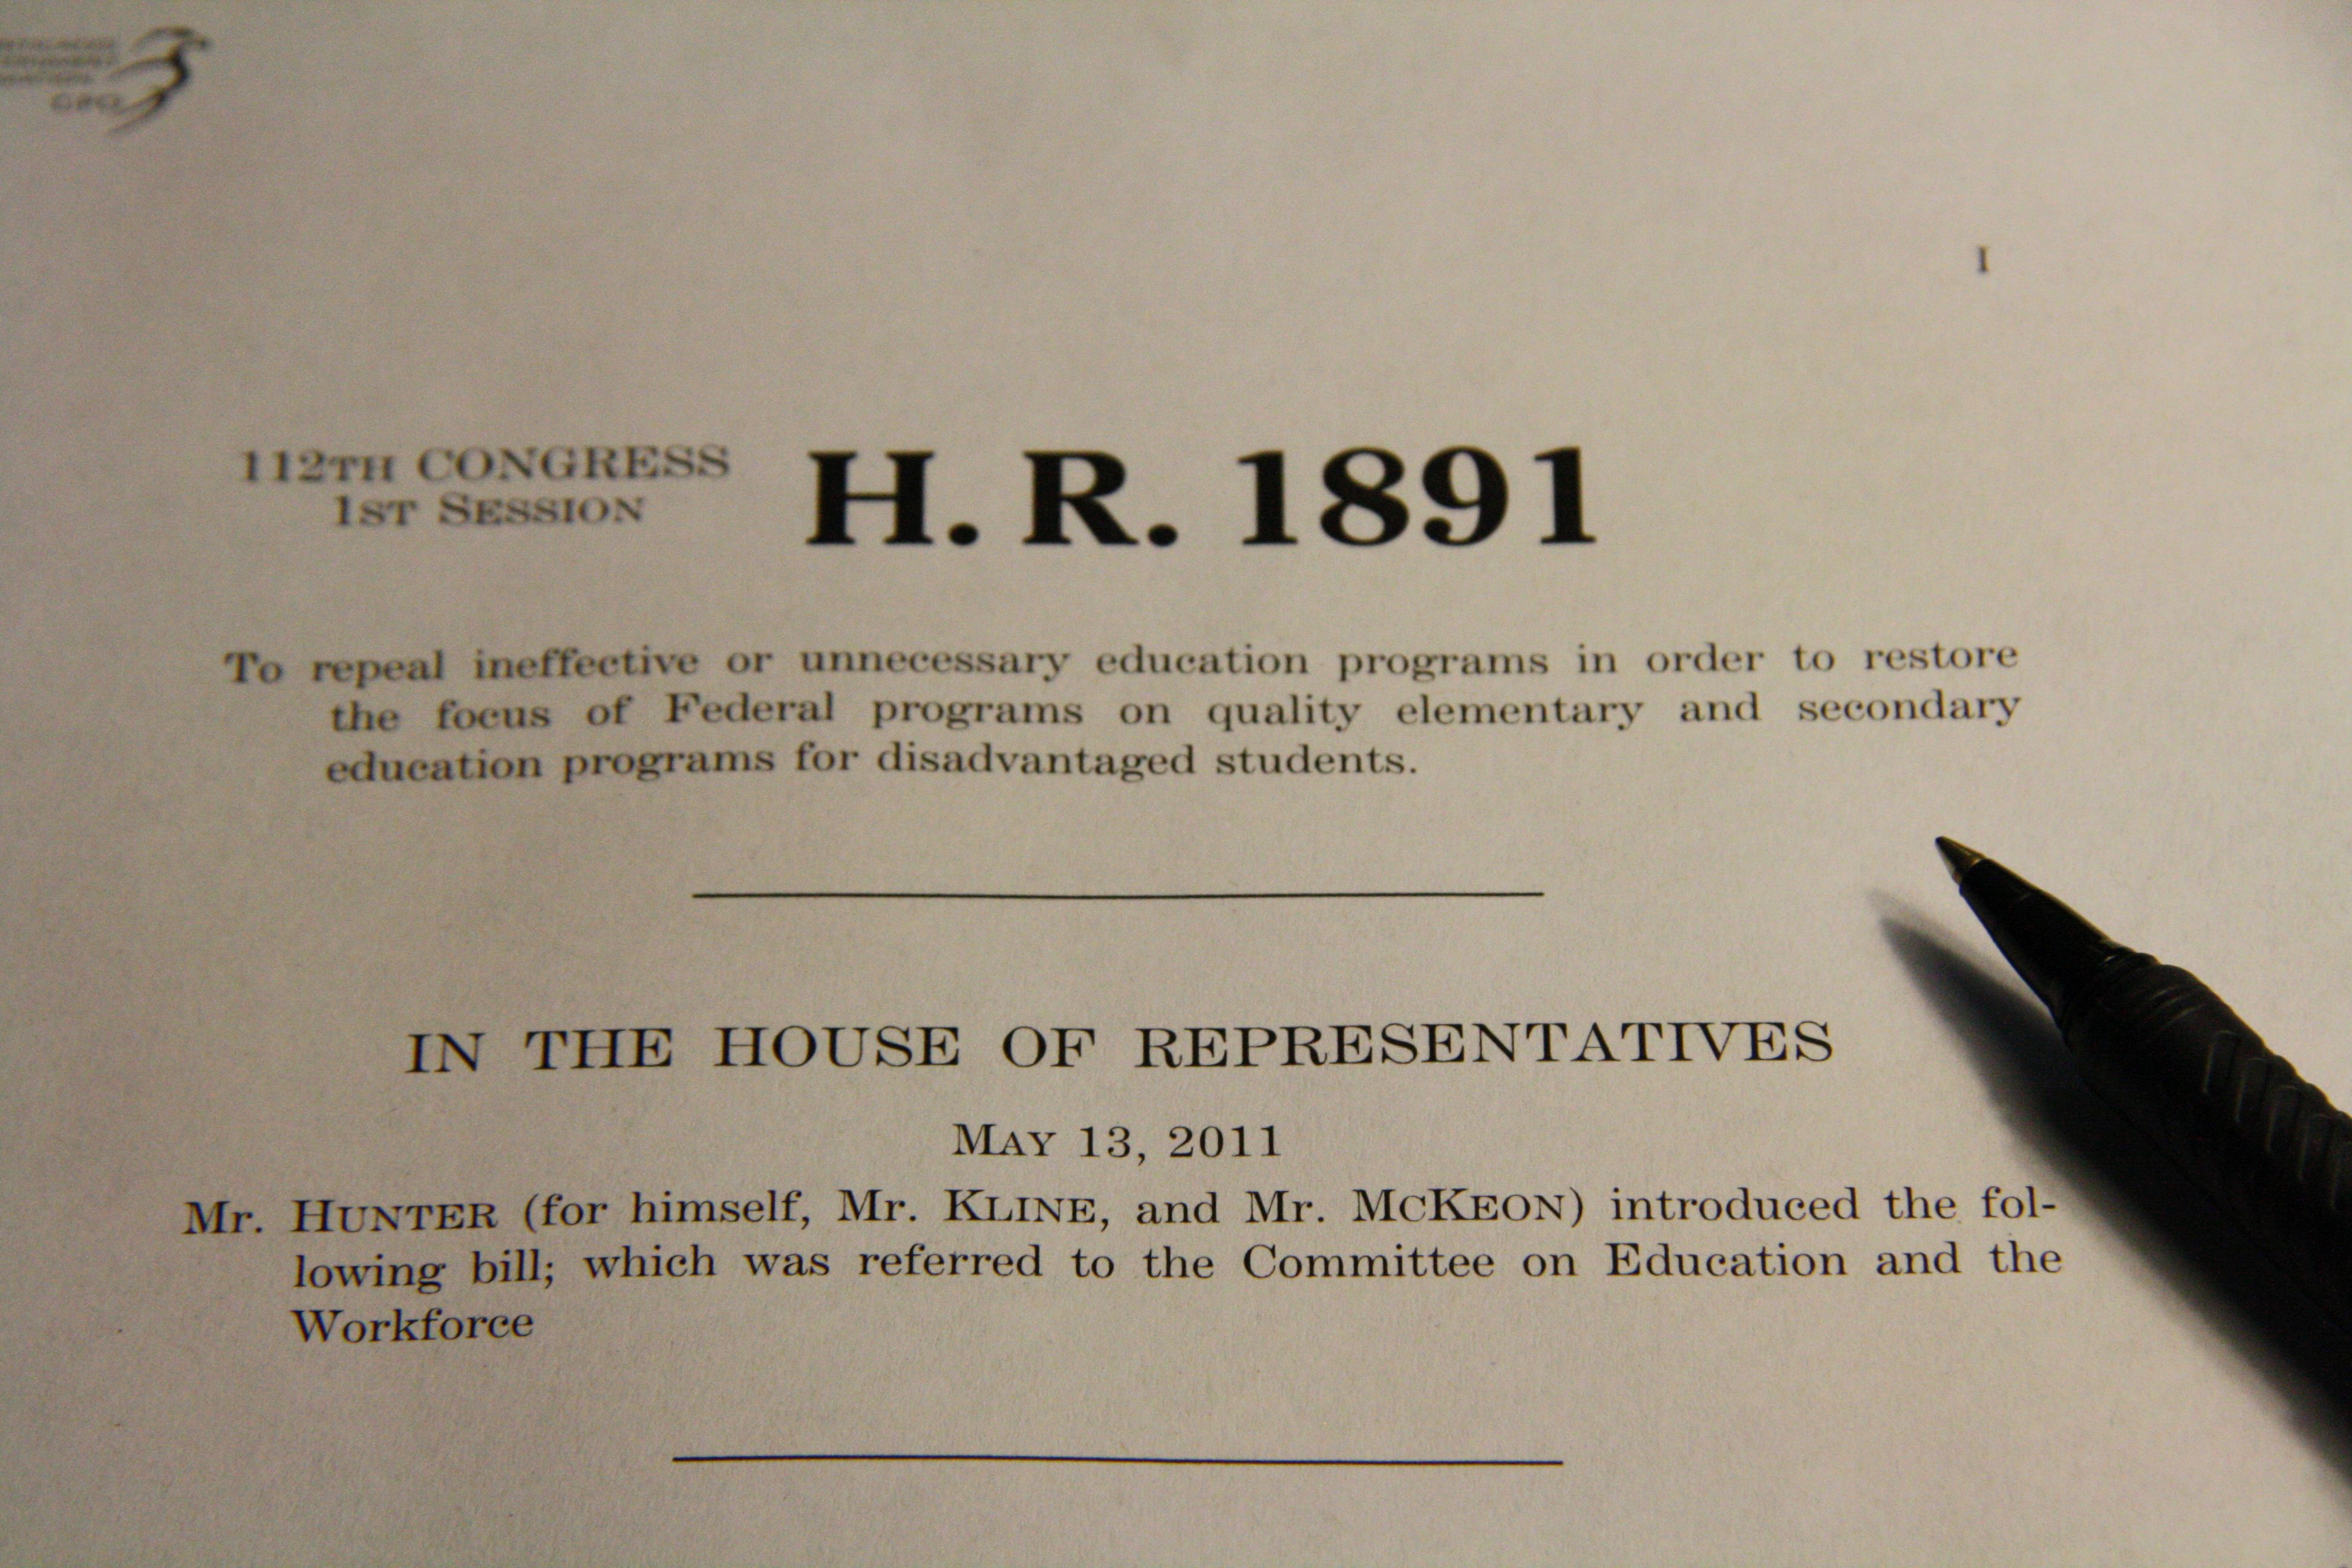 GPO
I
112TH CONGRESS
1ST SESSION
H. R. 1891
To repeal ineffective or unnecessary education programs in order to restore
the focus of Federal programs on quality elementary and secondary
education programs for disadvantaged students.
IN THE HOUSE OF REPRESENTATIVES
MAY 13, 2011
Mr. HUNTER (for himself, Mr. KLINE, and Mr. MCKEON) introduced the fol-
lowing bill; which was referred to the Committee on Education and the
Workforce